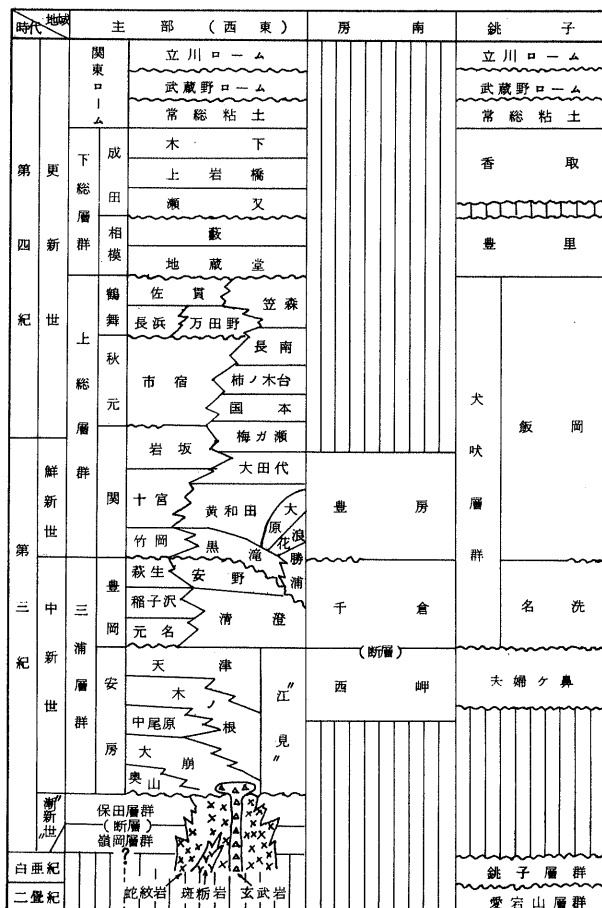 時代 地域 主部(西東) 房南 銚子
関東ローム 立川ローム 立川ローム
武蔵野ローム 武蔵野ローム
常総粘土 常総粘土
第四紀 更新世 下総層群 成田 木下 香取
上岩橋
瀬又
相模 藪 豊里
地蔵堂
上総層群 鶴舞 佐貫 笠森 犬吠層群 飯岡
長浜 万田野
秋元 市宿 長南
柿ノ木台
国本
関 岩坂 梅ガ瀬
第三紀 鮮新世 大田代
十宮 黄和田 大原 浪花 豊房
竹岡 黒滝 勝浦
中新世 三浦層群 豊岡 萩生 安野 千倉 名洗
稲子沢 清澄
元名
(断層)
安房 天津 "江見" 西岬 夫婦ケ鼻
木ノ根
中尾原
大崩
奥山
"漸新世" 保田層群
(断層)
嶺岡層群
白亜紀 ? 銚子層群
二畳紀 蛇紋岩 斑粝岩 玄武岩 愛宕山層群